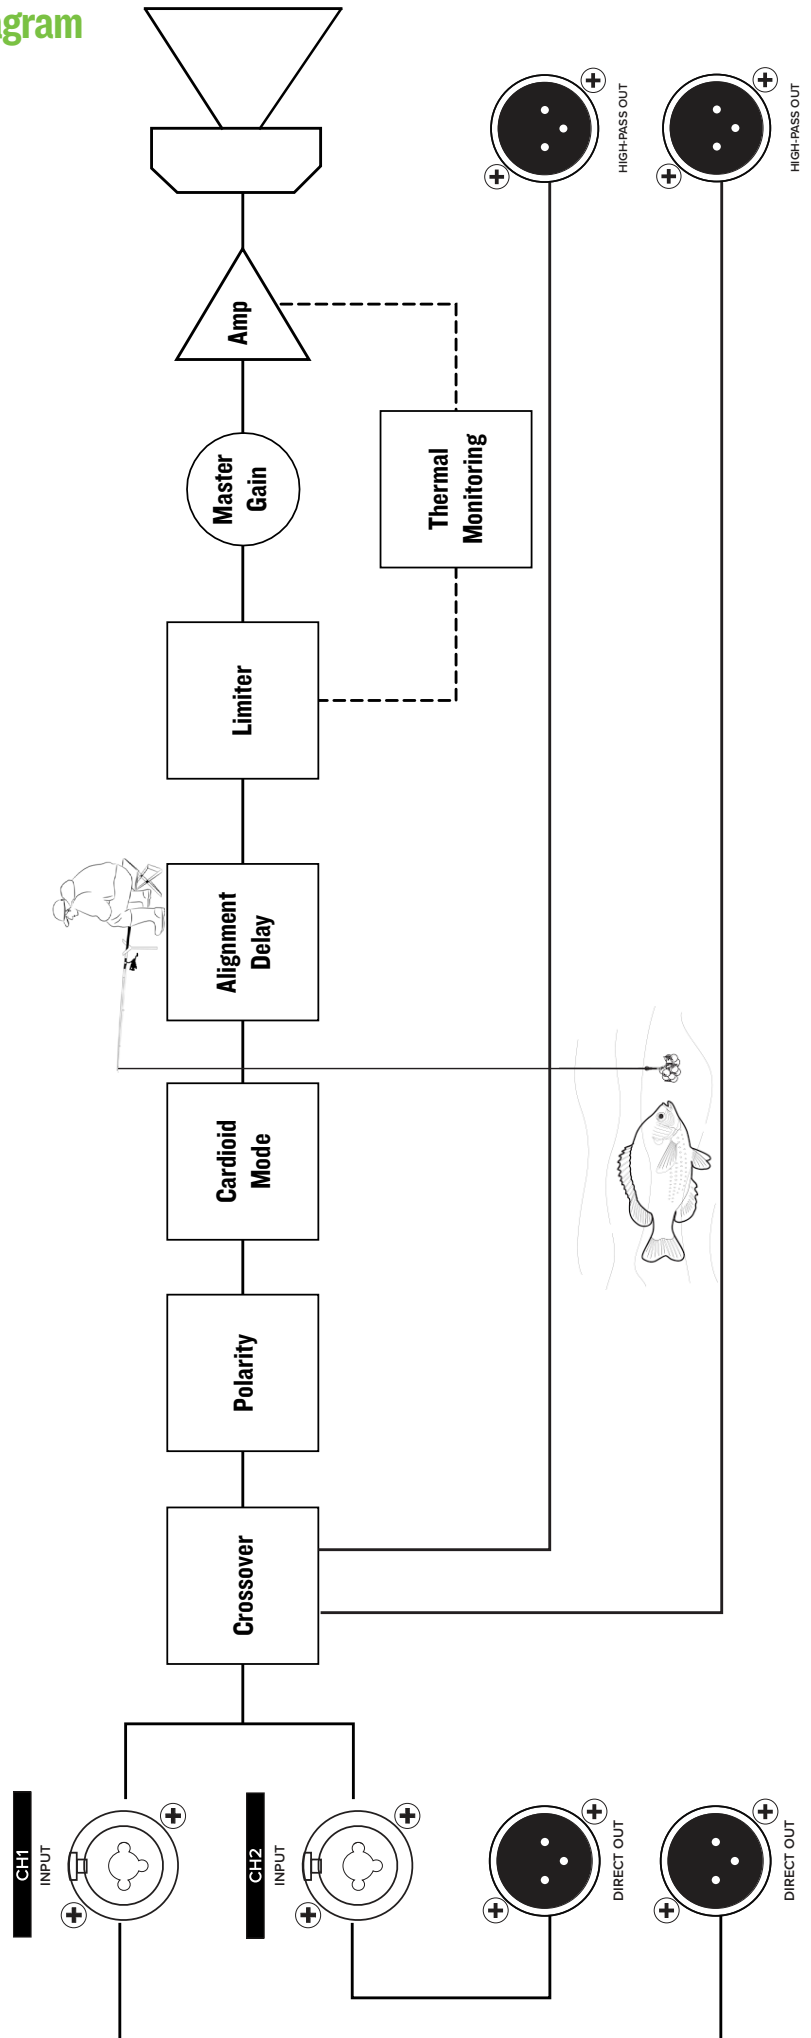 agram
HIGH-PASS OUT
HIGH-PASS OUT
Amp
Master
Gain
Thermal
Monitoring
Limiter
Alignment
Delay
Cardioid
Mode
Polarity
Crossover
CH1
INPUT
CH2
INPUT
DIRECT OUT
DIRECT OUT